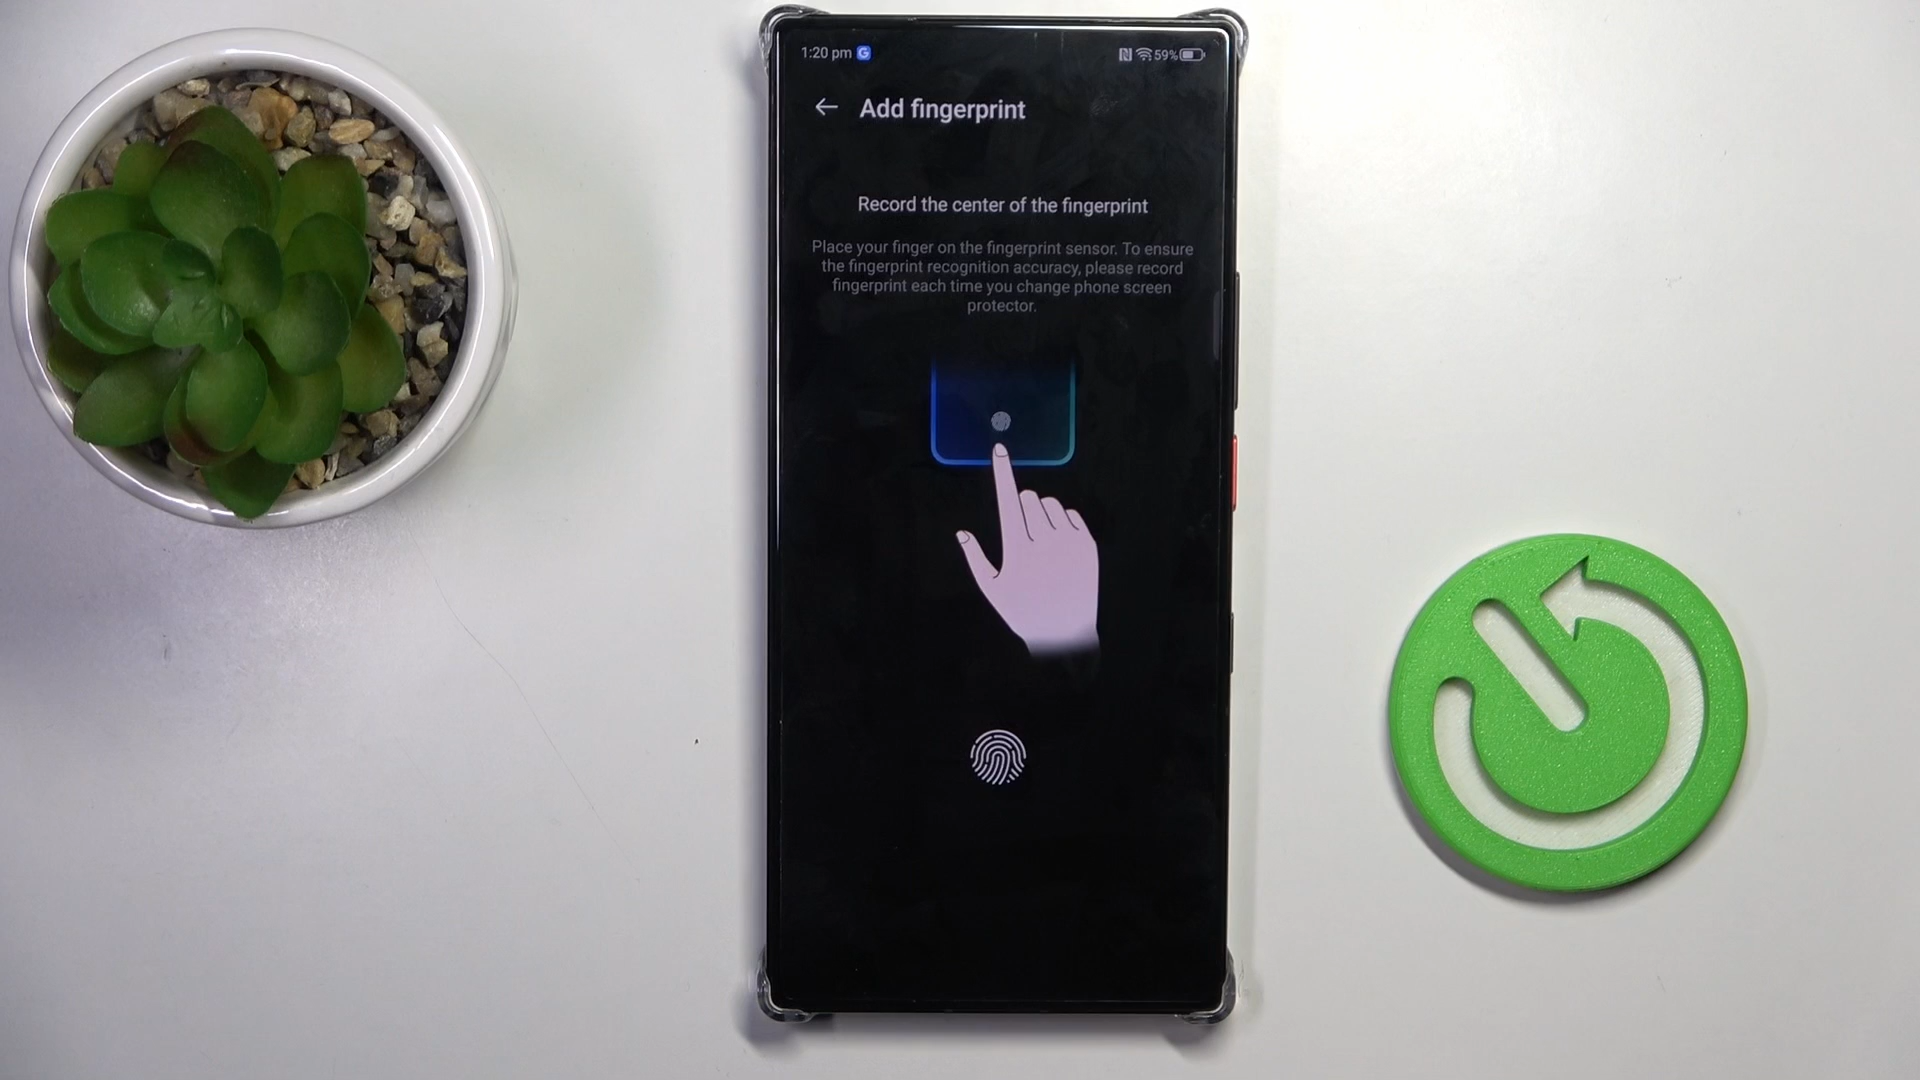 1:20 pm G N 59%
Add fingerprint
Record the center of the fingerprint
Place your finger on the fingerprint sensor. To ensure
the fingerprint recognition accuracy, please record
fingerprint each time you change phone screen
protector.